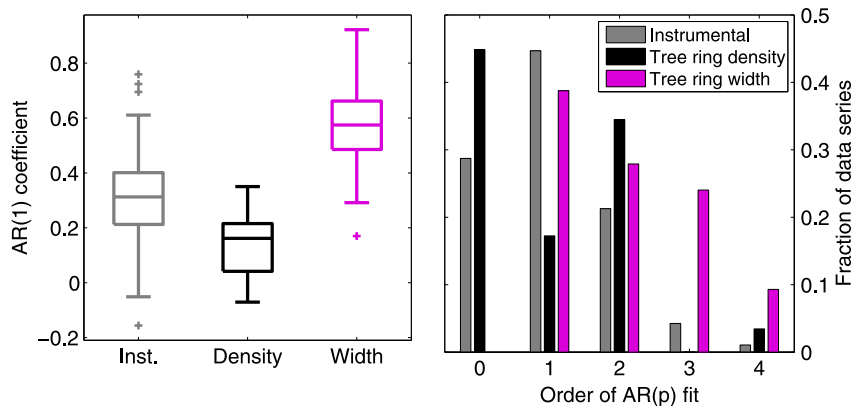 AR(1) coefficient
0.8
0.6
0.4
0.2
0
−0.2
Inst. Density Width
Instrumental
Tree ring density
Tree ring width
0.5
0.4
0.3
0.2
0.1
0
Fraction of data series
0 1 2 3 4
Order of AR(p) fit